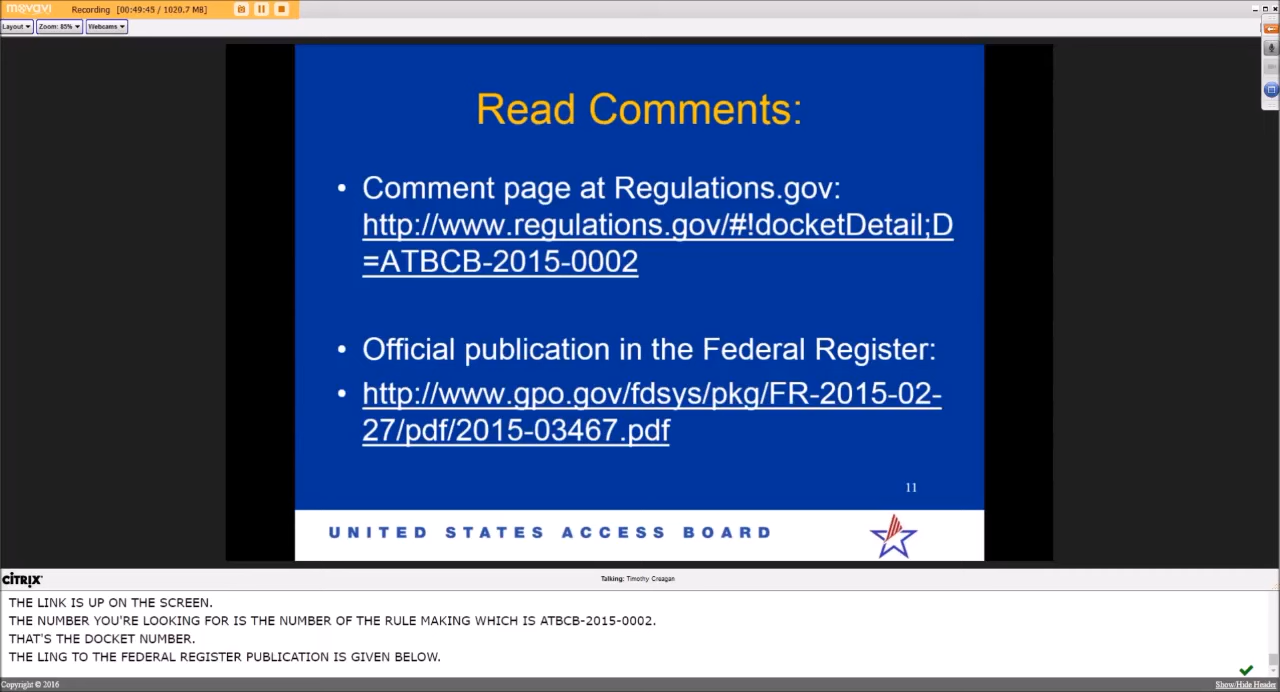 movavi Recording [00:49:45 / 1020.7 MB]
Layout Zoom: 85% Webcams
Read Comments:
• Comment page at Regulations.gov:
http://www.regulations.gov/#!docketDetail;D
=ATBCB-2015-0002
• Official publication in the Federal Register:
• http://www.gpo.gov/fdsys/pkg/FR-2015-02-
27/pdf/2015-03467.pdf
11
UNITED STATES ACCESS BOARD
CİTRIX Talking: Timothy Creagan
THE LINK IS UP ON THE SCREEN.
THE NUMBER YOU'RE LOOKING FOR IS THE NUMBER OF THE RULE MAKING WHICH IS ATBCB-2015-0002.
THAT'S THE DOCKET NUMBER.
THE LING TO THE FEDERAL REGISTER PUBLICATION IS GIVEN BELOW.
Copyright © 2016 Show/Hide Header